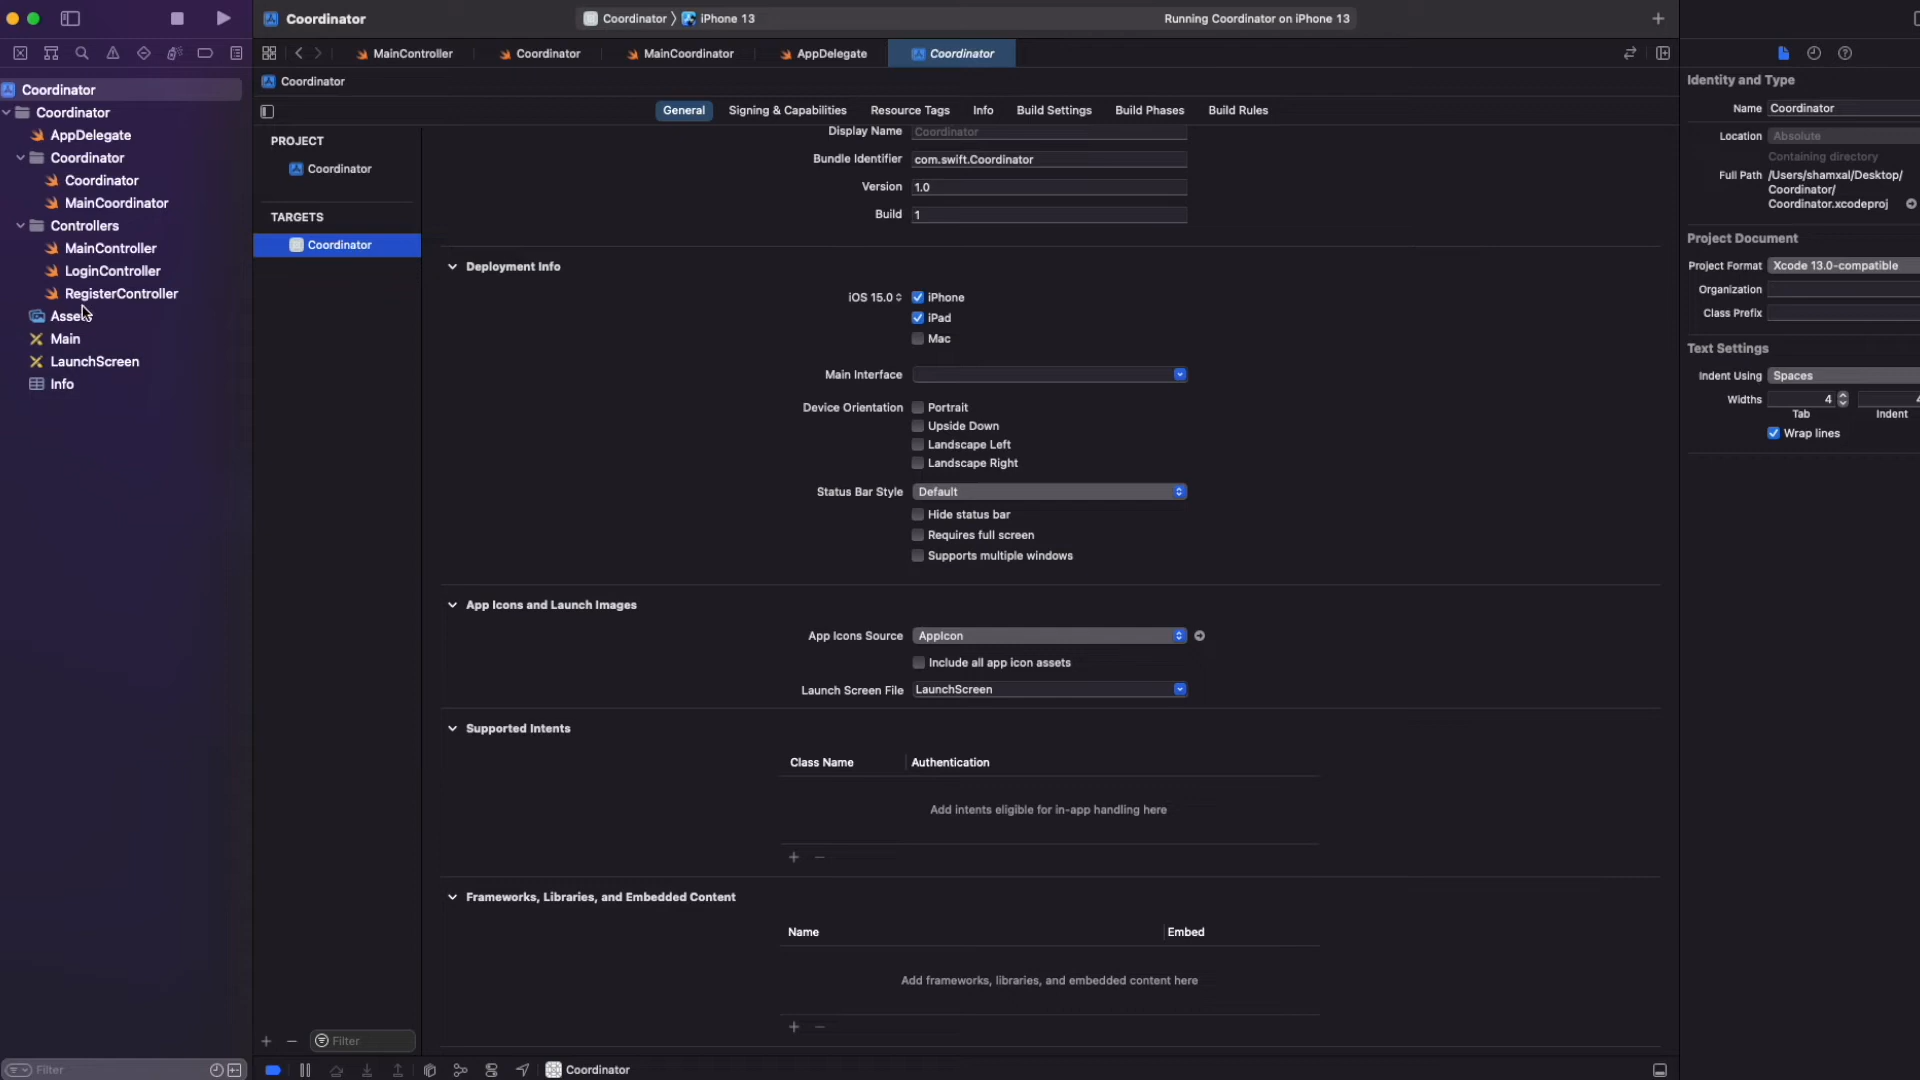 Coordinator
Coordinator 〉 iPhone 13
Running Coordinator on iPhone 13
MainController
Coordinator
MainCoordinator
AppDelegate
Coordinator
Coordinator
Coordinator
AppDelegate
Coordinator
Coordinator
MainCoordinator
Controllers
MainController
LoginController
RegisterController
Assets
Main
LaunchScreen
Info
Filter
Coordinator
General
Signing & Capabilities
Resource Tags
Info
Build Settings
Build Phases
Build Rules
PROJECT
Coordinator
TARGETS
Coordinator
Filter
Display Name Coordinator
Bundle Identifier com.swift.Coordinator
Version 1.0
Build 1
Deployment Info
iOS 15.0 iPhone
iPad
Mac
Main Interface
Device Orientation Portrait
Upside Down
Landscape Left
Landscape Right
Status Bar Style Default
Hide status bar
Requires full screen
Supports multiple windows
App Icons and Launch Images
App Icons Source AppIcon
Include all app icon assets
Launch Screen File LaunchScreen
Supported Intents
Class Name Authentication
Add intents eligible for in-app handling here
Frameworks, Libraries, and Embedded Content
Name Embed
Add frameworks, libraries, and embedded content here
Coordinator
Identity and Type
Name Coordinator
Location Absolute
Containing directory
Full Path /Users/shamxal/Desktop/
Coordinator/
Coordinator.xcodeproj
Project Document
Project Format Xcode 13.0-compatible
Organization
Class Prefix
Text Settings
Indent Using Spaces
Widths 4 4
Tab Indent
Wrap lines